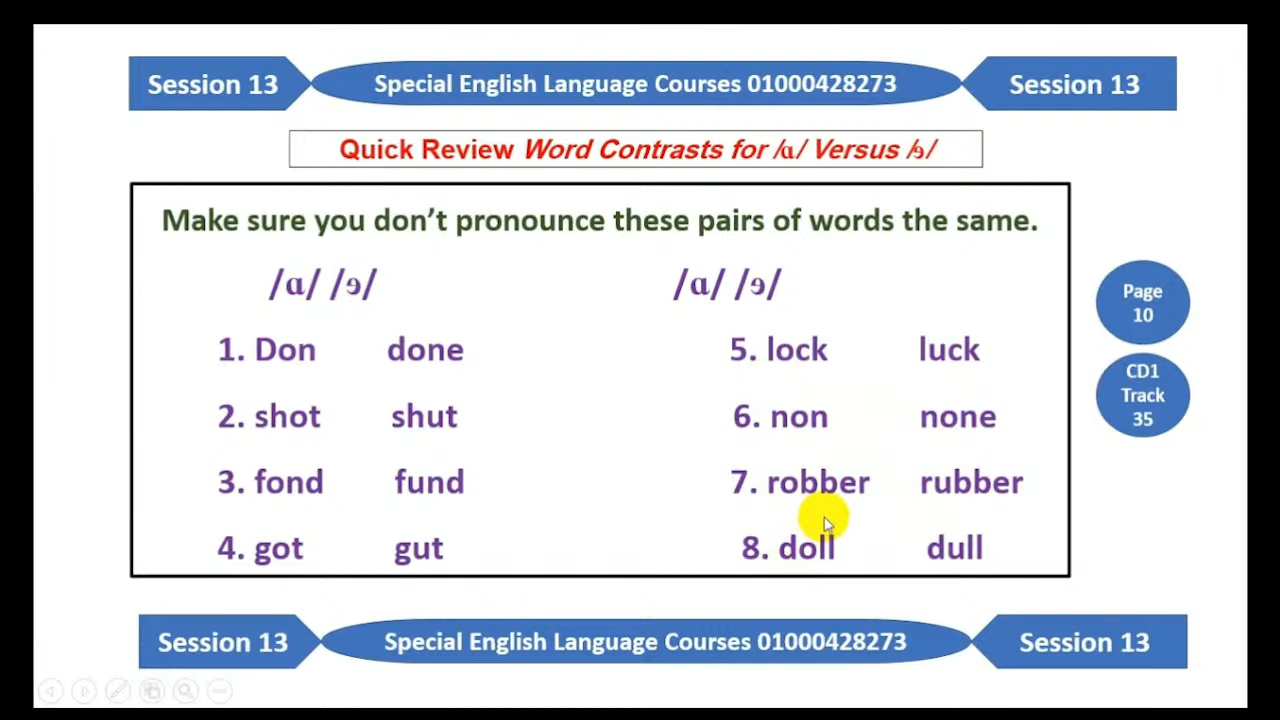 Session 13 Special English Language Courses 01000428273 Session 13
Quick Review Word Contrasts for /ɑ/ Versus /ɘ/
Make sure you don't pronounce these pairs of words the same.
/ɑ/ /ɘ/ /ɑ/ /ɘ/
1. Don done 5. lock luck
2. shot shut 6. non none
3. fond fund 7. robber rubber
4. got gut 8. doll dull
Page
10
CD1
Track
35
Session 13 Special English Language Courses 01000428273 Session 13